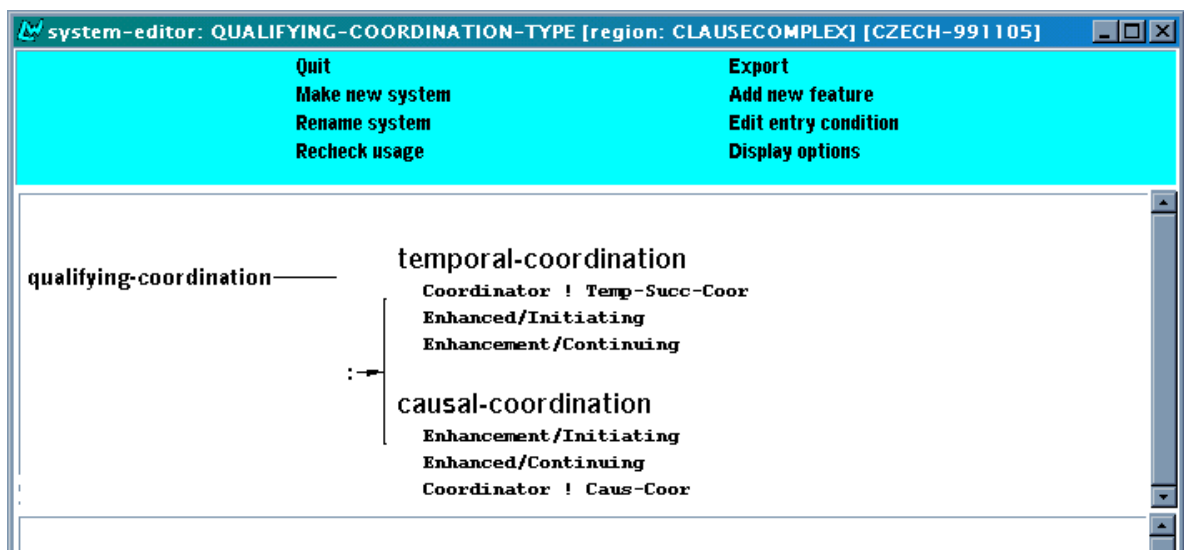 system-editor: QUALIFYING-COORDINATION-TYPE [region: CLAUSECOMPLEX] [CZECH-991105]
Quit Export
Make new system Add new feature
Rename system Edit entry condition
Recheck usage Display options
temporal-coordination
qualifying-coordination
Coordinator ! Temp-Succ-Coor
Enhanced/Initiating
Enhancement/Continuing
:
causal-coordination
Enhancement/Initiating
Enhanced/Continuing
Coordinator ! Caus-Coor